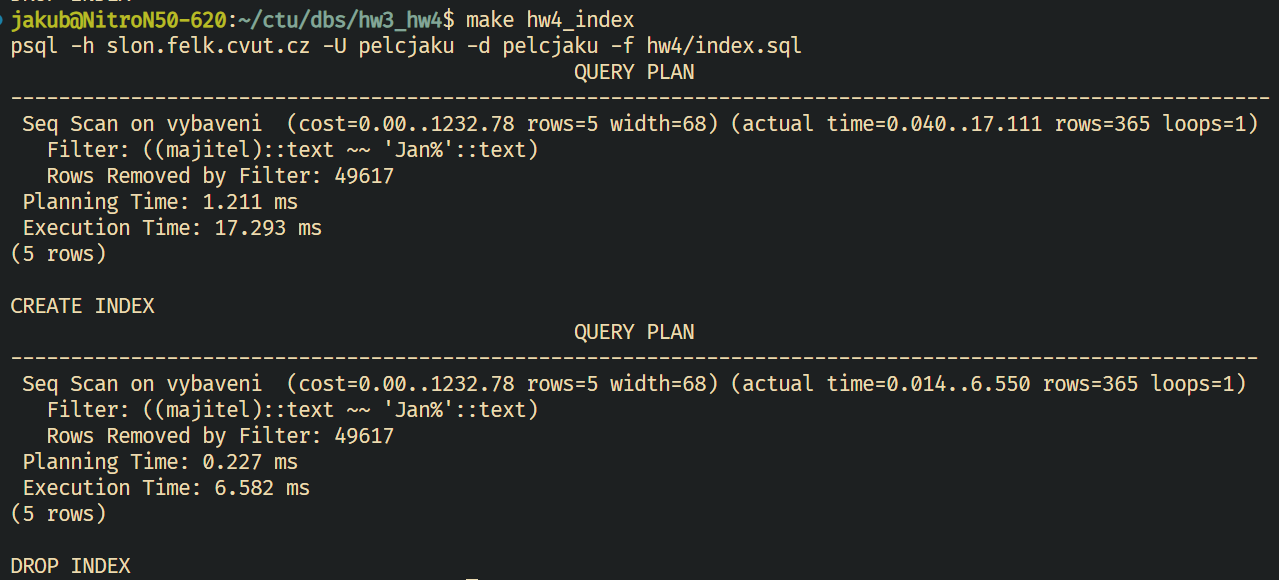 DROP INDEX
jakub@NitroN50-620:~/ctu/dbs/hw3_hw4$ make hw4_index
psql -h slon.felk.cvut.cz -U pelcjaku -d pelcjaku -f hw4/index.sql
QUERY PLAN
---------------------------------------------------------------------------------------------------------
Seq Scan on vybaveni  (cost=0.00..1232.78 rows=5 width=68) (actual time=0.040..17.111 rows=365 loops=1)
Filter: ((majitel)::text ~~ 'Jan%'::text)
Rows Removed by Filter: 49617
Planning Time: 1.211 ms
Execution Time: 17.293 ms
(5 rows)
CREATE INDEX
QUERY PLAN
--------------------------------------------------------------------------------------------------------
Seq Scan on vybaveni  (cost=0.00..1232.78 rows=5 width=68) (actual time=0.014..6.550 rows=365 loops=1)
Filter: ((majitel)::text ~~ 'Jan%'::text)
Rows Removed by Filter: 49617
Planning Time: 0.227 ms
Execution Time: 6.582 ms
(5 rows)
DROP INDEX